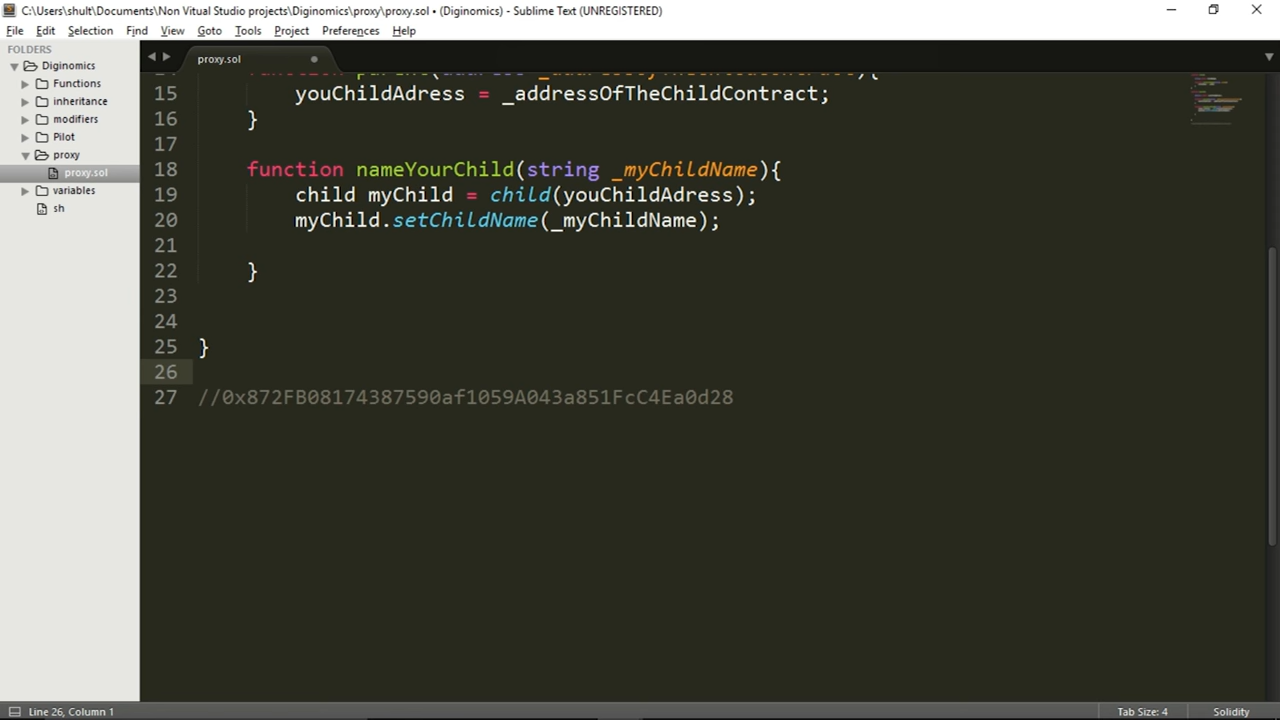 C:\Users\shult\Documents\Non Vitual Studio projects\Diginomics\proxy\proxy.sol • (Diginomics) - Sublime Text (UNREGISTERED)
File Edit Selection Find View Goto Tools Project Preferences Help
FOLDERS
Diginomics
Functions
inheritance
modifiers
Pilot
proxy
proxy.sol
variables
sh
proxy.sol
15 youChildAdress = _addressOfTheChildContract;
16 }
17
18 function nameYourChild(string _myChildName){
19 child myChild = child(youChildAdress);
20 myChild.setChildName(_myChildName);
21
22 }
23
24
25 }
26
27 //0x872FB08174387590af1059A043a851FcC4Ea0d28
Line 26, Column 1
Tab Size: 4
Solidity